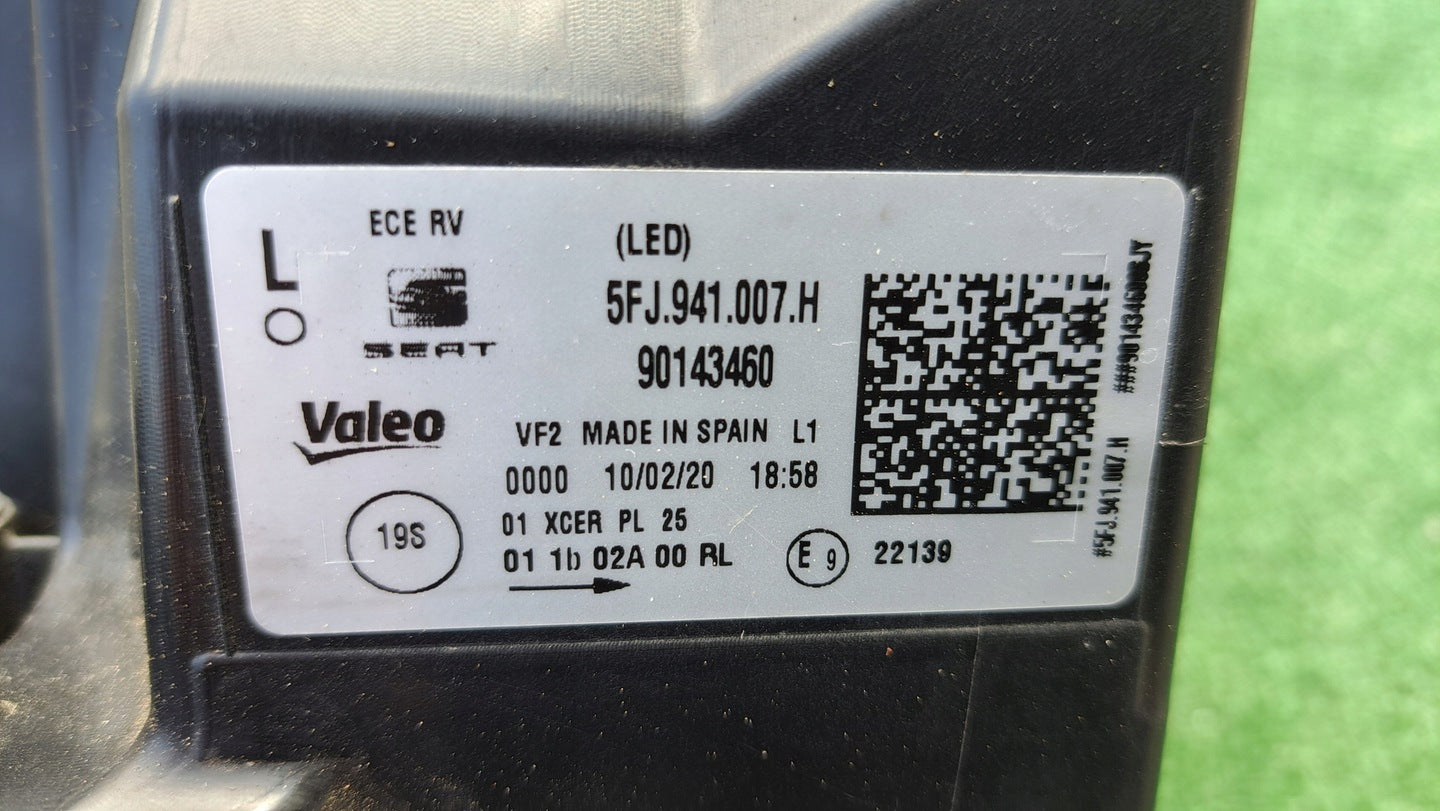 L
ECE RV
SEAT
Valeo
19S
(LED)
5FJ.941.007.H
90143460
VF2 MADE IN SPAIN L1
0000 10/02/20 18:58
01 XCER PL 25
01 1b 02A 00 RL
E 9 22139
#5FJ.941.007.H